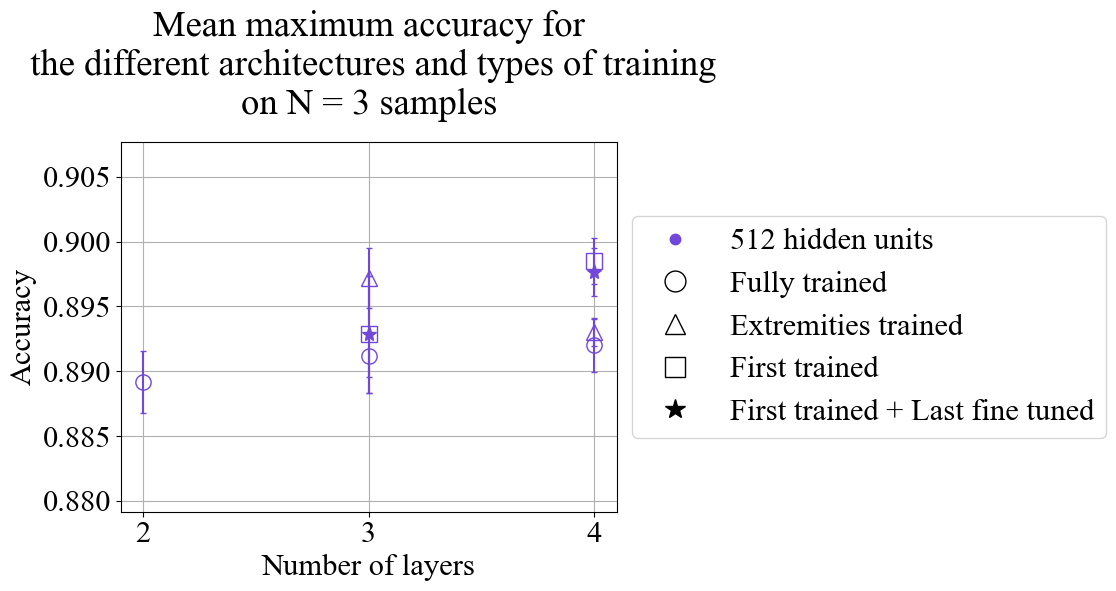 Mean maximum accuracy for
the different architectures and types of training
on N = 3 samples
0.905
0.900
0.895
0.890
0.885
0.880
Accuracy
2 3 4
Number of layers
512 hidden units
Fully trained
Extremities trained
First trained
First trained + Last fine tuned